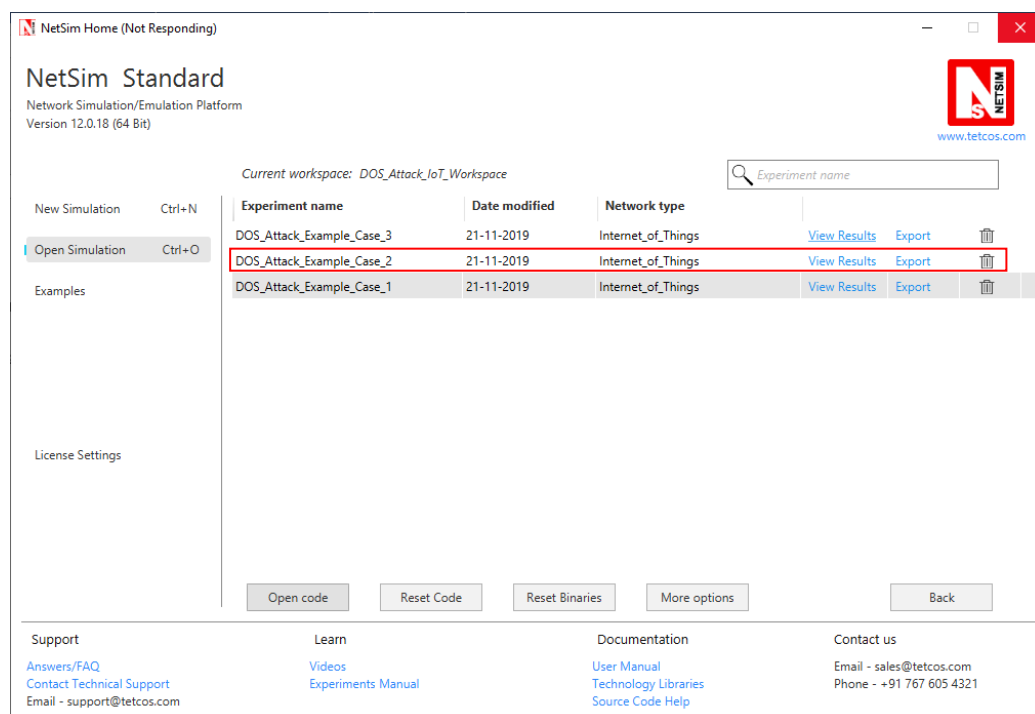 NetSim Home (Not Responding)
NetSim Standard
Network Simulation/Emulation Platform
Version 12.0.18 (64 Bit)
NETSIM
NS
www.tetcos.com
Current workspace: DOS_Attack_IoT_Workspace
Experiment name
New Simulation Ctrl+N
Open Simulation Ctrl+O
Examples
License Settings
Experiment name Date modified Network type
DOS_Attack_Example_Case_3 21-11-2019 Internet_of_Things View Results Export
DOS_Attack_Example_Case_2 21-11-2019 Internet_of_Things View Results Export
DOS_Attack_Example_Case_1 21-11-2019 Internet_of_Things View Results Export
Open code Reset Code Reset Binaries More options Back
Support
Answers/FAQ
Contact Technical Support
Email - support@tetcos.com
Learn
Videos
Experiments Manual
Documentation
User Manual
Technology Libraries
Source Code Help
Contact us
Email - sales@tetcos.com
Phone - +91 767 605 4321